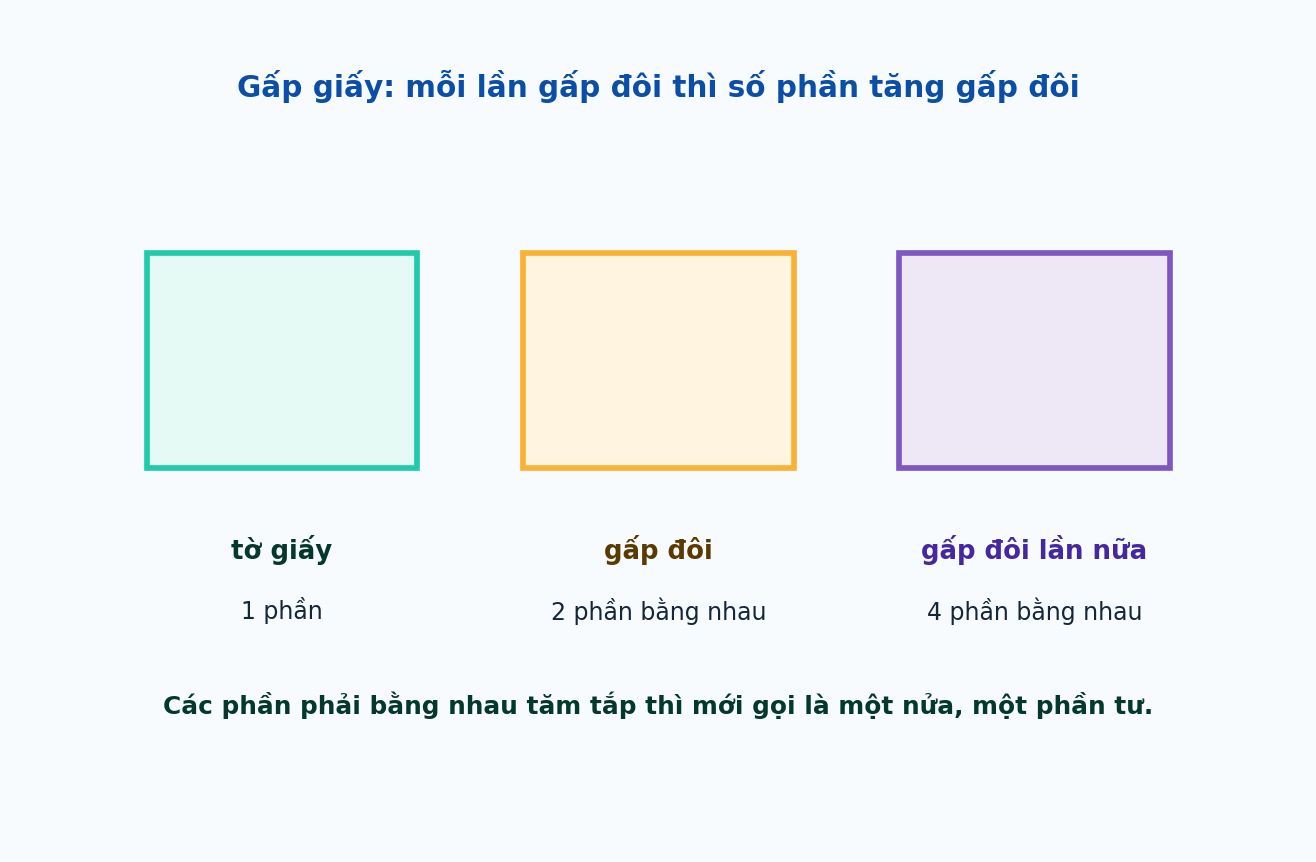 Gấp giấy: mỗi lần gấp đôi thì số phần tăng gấp đôi
tờ giấy
gấp đôi
gấp đôi lần nữa
1 phần
2 phần bằng nhau
4 phần bằng nhau
Các phần phải bằng nhau tăm tắp thì mới gọi là một nửa, một phần tư.